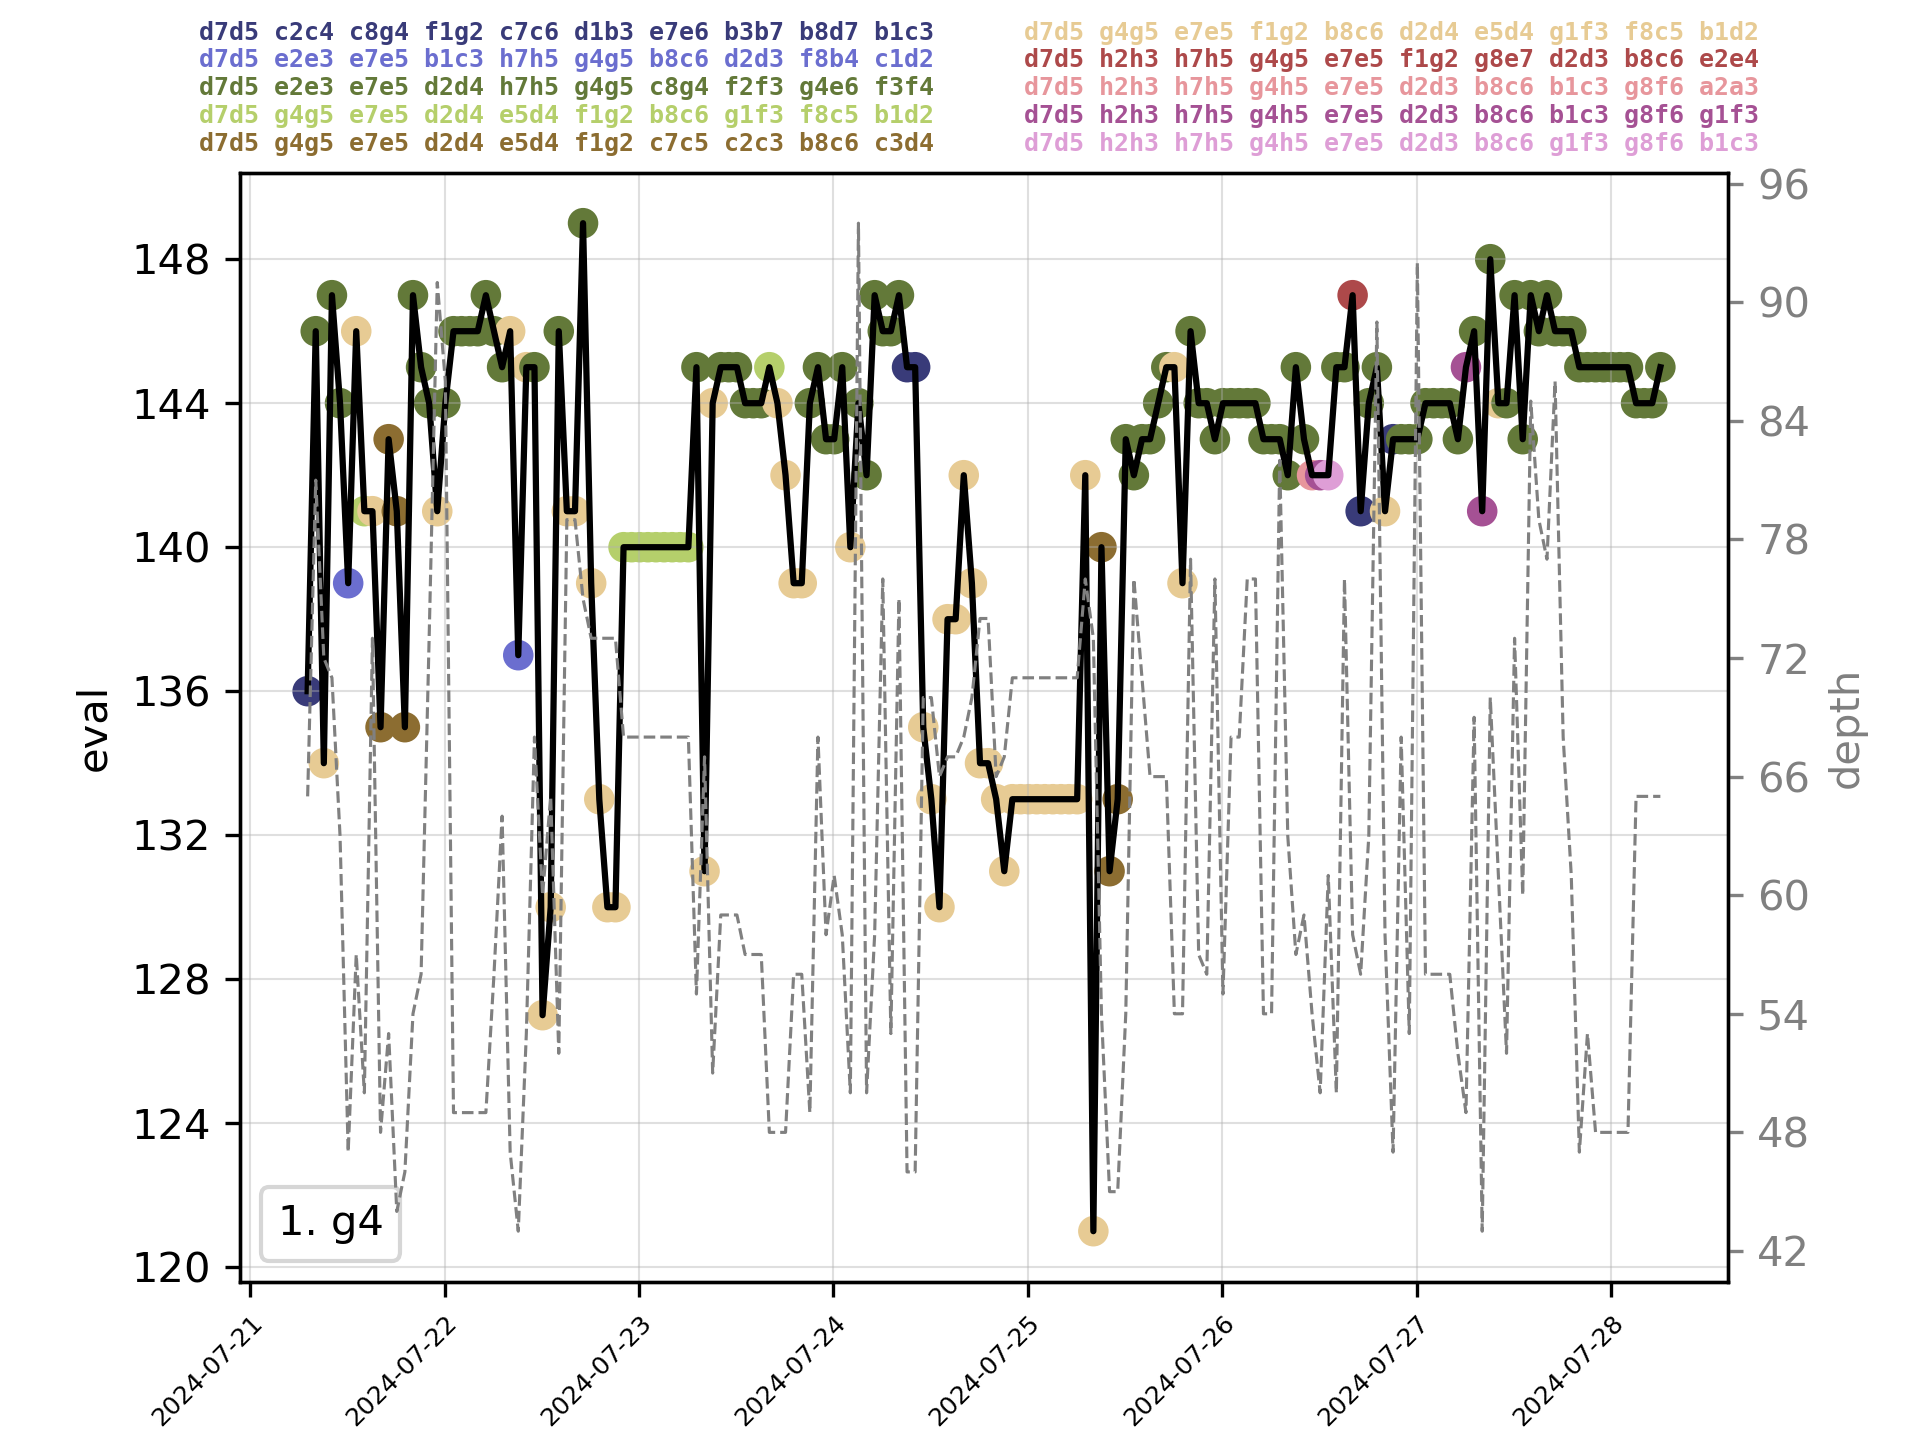 d7d5 c2c4 c8g4 f1g2 c7c6 d1b3 e7e6 b3b7 b8d7 b1c3
d7d5 e2e3 e7e5 b1c3 h7h5 g4g5 b8c6 d2d3 f8b4 c1d2
d7d5 e2e3 e7e5 d2d4 h7h5 g4g5 c8g4 f2f3 g4e6 f3f4
d7d5 g4g5 e7e5 d2d4 e5d4 f1g2 b8c6 g1f3 f8c5 b1d2
d7d5 g4g5 e7e5 d2d4 e5d4 f1g2 c7c5 c2c3 b8c6 c3d4
d7d5 g4g5 e7e5 f1g2 b8c6 d2d4 e5d4 g1f3 f8c5 b1d2
d7d5 h2h3 h7h5 g4g5 e7e5 f1g2 g8e7 d2d3 b8c6 e2e4
d7d5 h2h3 h7h5 g4h5 e7e5 d2d3 b8c6 b1c3 g8f6 a2a3
d7d5 h2h3 h7h5 g4h5 e7e5 d2d3 b8c6 b1c3 g8f6 g1f3
d7d5 h2h3 h7h5 g4h5 e7e5 d2d3 b8c6 g1f3 g8f6 b1c3
148
144
140
136
132
128
124
120
eval
96
90
84
78
72
66
60
54
48
42
depth
1. g4
2024-07-21
2024-07-22
2024-07-23
2024-07-24
2024-07-25
2024-07-26
2024-07-27
2024-07-28